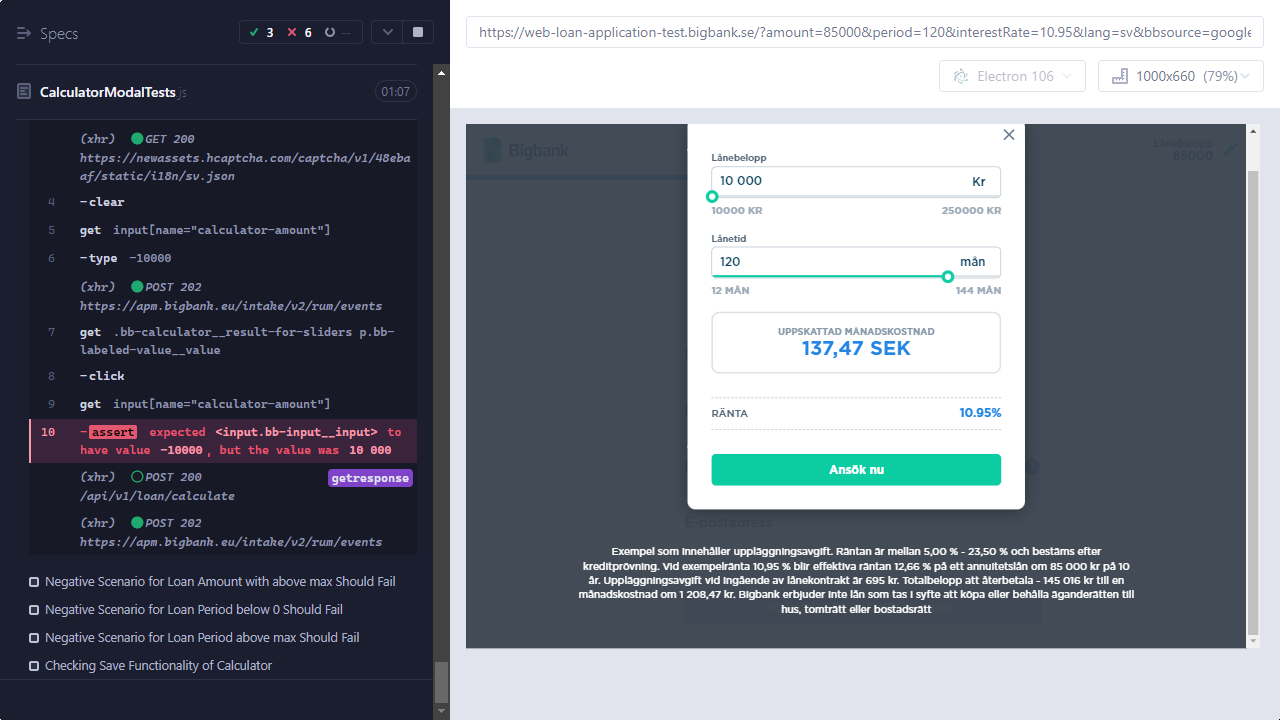 Specs
3
6
--
CalculatorModalTests.js
01:07
(xhr) GET 200
https://newassets.hcaptcha.com/captcha/v1/48eba
af/static/i18n/sv.json
4 -clear
5 get input[name="calculator-amount"]
6 -type -10000
(xhr) POST 202
https://apm.bigbank.eu/intake/v2/rum/events
7 get .bb-calculator__result-for-sliders p.bb-
labeled-value__value
8 -click
9 get input[name="calculator-amount"]
10 -assert expected <input.bb-input__input> to
have value -10000, but the value was 10 000
(xhr) POST 200 getresponse
/api/v1/loan/calculate
(xhr) POST 202
https://apm.bigbank.eu/intake/v2/rum/events
Negative Scenario for Loan Amount with above max Should Fail
Negative Scenario for Loan Period below 0 Should Fail
Negative Scenario for Loan Period above max Should Fail
Checking Save Functionality of Calculator
https://web-loan-application-test.bigbank.se/?amount=85000&period=120&interestRate=10.95&lang=sv&bbsource=google
Electron 106
1000x660 (79%)
Bigbank
Lånebelopp
85000
Lånebelopp
10 000 Kr
10000 KR 250000 KR
Lånetid
120 mån
12 MÅN 144 MÅN
UPPSKATTAD MÅNADSKOSTNAD
137,47 SEK
RÄNTA 10.95%
Ansök nu
E-postadress
Exempel som innehåller uppläggningsavgift. Räntan är mellan 5,00 % - 23,50 % och bestäms efter
kreditprövning. Vid exempelränta 10,95 % blir effektiva räntan 12,66 % på ett annuitetslån om 85 000 kr på 10
år. Uppläggningsavgift vid ingående av lånekontrakt är 695 kr. Totalbelopp att återbetala - 145 016 kr till en
månadskostnad om 1 208,47 kr. Bigbank erbjuder inte lån som tas i syfte att köpa eller behålla äganderätten till
hus, tomträtt eller bostadsrätt